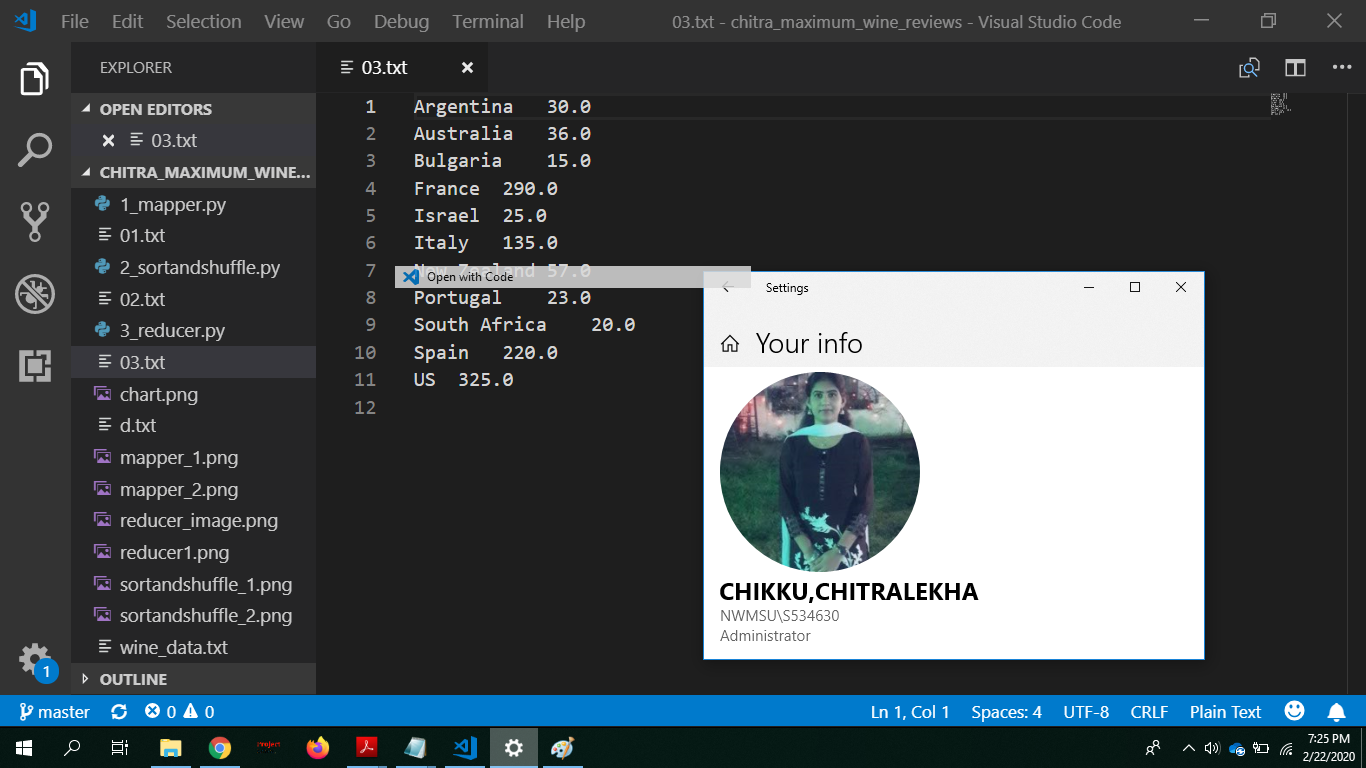 File Edit Selection View Go Debug Terminal Help 03.txt - chitra_maximum_wine_reviews - Visual Studio Code
EXPLORER
OPEN EDITORS
03.txt
CHITRA_MAXIMUM_WINE...
1_mapper.py
01.txt
2_sortandshuffle.py
02.txt
3_reducer.py
03.txt
chart.png
d.txt
mapper_1.png
mapper_2.png
reducer_image.png
reducer1.png
sortandshuffle_1.png
sortandshuffle_2.png
wine_data.txt
OUTLINE
1
03.txt
1 Argentina 30.0
2 Australia 36.0
3 Bulgaria 15.0
4 France 290.0
5 Israel 25.0
6 Italy 135.0
7 New Zealand 57.0
Open with Code
8 Portugal 23.0
9 South Africa 20.0
10 Spain 220.0
11 US 325.0
12
Settings
Your info
CHIKKU,CHITRALEKHA
NWMSU\S534630
Administrator
master 0 0 Ln 1, Col 1 Spaces: 4 UTF-8 CRLF Plain Text
project
7:25 PM
2/22/2020